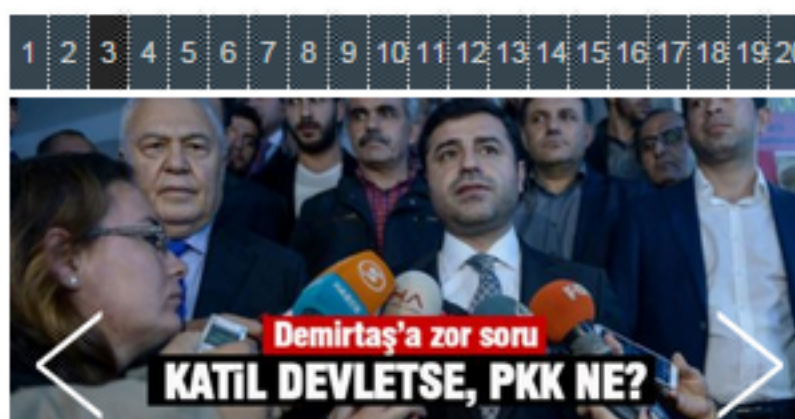 1 2 3 4 5 6 7 8 9 10 11 12 13 14 15 16 17 18 19 20
Demirtaş'a zor soru
KATİL DEVLETSE, PKK NE?